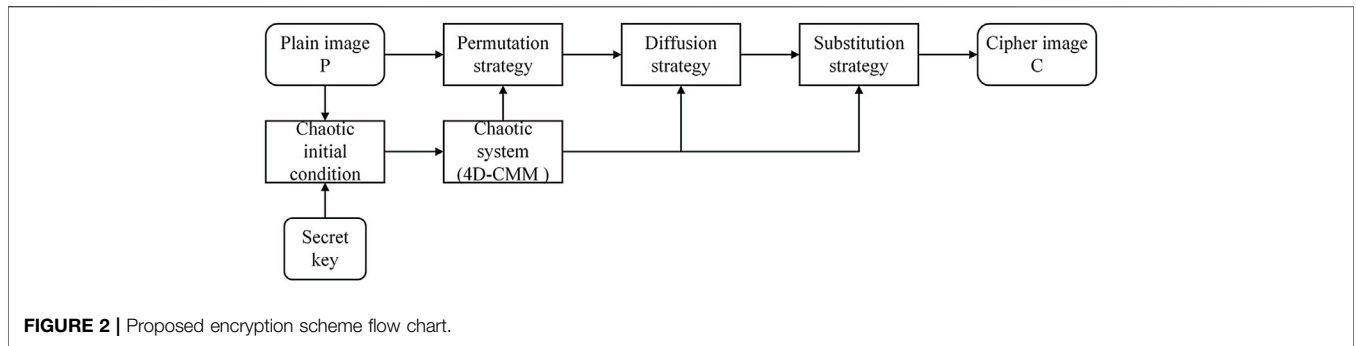 Plain image
P
Permutation
strategy
Diffusion
strategy
Substitution
strategy
Cipher image
C
Chaotic
initial
condition
Chaotic
system
(4D-CMM )
Secret
key
FIGURE 2 | Proposed encryption scheme flow chart.